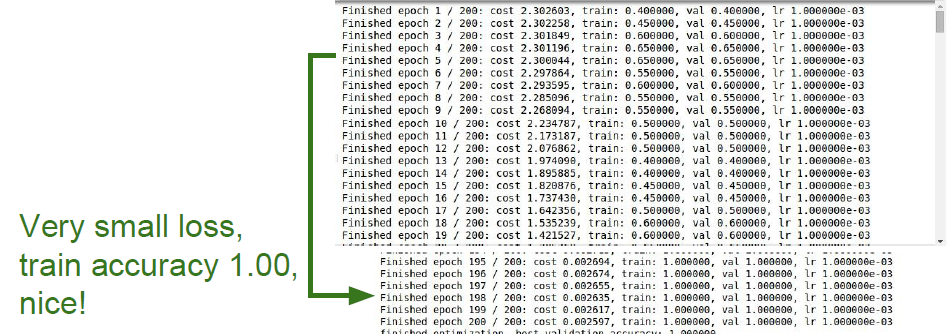 Finished epoch 1 / 200: cost 2.302603, train: 0.400000, val 0.400000, lr 1.000000e-03
Finished epoch 2 / 200: cost 2.302258, train: 0.450000, val 0.450000, lr 1.000000e-03
Finished epoch 3 / 200: cost 2.301849, train: 0.600000, val 0.600000, lr 1.000000e-03
Finished epoch 4 / 200: cost 2.301196, train: 0.650000, val 0.650000, lr 1.000000e-03
Finished epoch 5 / 200: cost 2.300044, train: 0.650000, val 0.650000, lr 1.000000e-03
Finished epoch 6 / 200: cost 2.297864, train: 0.550000, val 0.550000, lr 1.000000e-03
Finished epoch 7 / 200: cost 2.293595, train: 0.600000, val 0.600000, lr 1.000000e-03
Finished epoch 8 / 200: cost 2.285096, train: 0.550000, val 0.550000, lr 1.000000e-03
Finished epoch 9 / 200: cost 2.268094, train: 0.550000, val 0.550000, lr 1.000000e-03
Finished epoch 10 / 200: cost 2.234787, train: 0.500000, val 0.500000, lr 1.000000e-03
Finished epoch 11 / 200: cost 2.173187, train: 0.500000, val 0.500000, lr 1.000000e-03
Finished epoch 12 / 200: cost 2.076862, train: 0.500000, val 0.500000, lr 1.000000e-03
Finished epoch 13 / 200: cost 1.974090, train: 0.400000, val 0.400000, lr 1.000000e-03
Finished epoch 14 / 200: cost 1.895885, train: 0.400000, val 0.400000, lr 1.000000e-03
Finished epoch 15 / 200: cost 1.820876, train: 0.450000, val 0.450000, lr 1.000000e-03
Finished epoch 16 / 200: cost 1.737430, train: 0.450000, val 0.450000, lr 1.000000e-03
Finished epoch 17 / 200: cost 1.642356, train: 0.500000, val 0.500000, lr 1.000000e-03
Finished epoch 18 / 200: cost 1.535239, train: 0.600000, val 0.600000, lr 1.000000e-03
Finished epoch 19 / 200: cost 1.421527, train: 0.600000, val 0.600000, lr 1.000000e-03
Very small loss,
train accuracy 1.00,
nice!
Finished epoch 195 / 200: cost 0.002694, train: 1.000000, val 1.000000, lr 1.000000e-03
Finished epoch 196 / 200: cost 0.002674, train: 1.000000, val 1.000000, lr 1.000000e-03
Finished epoch 197 / 200: cost 0.002655, train: 1.000000, val 1.000000, lr 1.000000e-03
Finished epoch 198 / 200: cost 0.002635, train: 1.000000, val 1.000000, lr 1.000000e-03
Finished epoch 199 / 200: cost 0.002617, train: 1.000000, val 1.000000, lr 1.000000e-03
Finished epoch 200 / 200: cost 0.002597, train: 1.000000, val 1.000000, lr 1.000000e-03
finished optimization. best validation accuracy: 1.000000